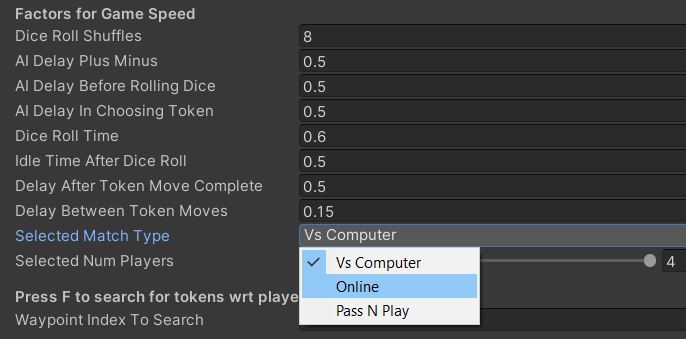 Factors for Game Speed
Dice Roll Shuffles 8
AI Delay Plus Minus 0.5
AI Delay Before Rolling Dice 0.5
AI Delay In Choosing Token 0.5
Dice Roll Time 0.6
Idle Time After Dice Roll 0.5
Delay After Token Move Complete 0.5
Delay Between Token Moves 0.15
Selected Match Type Vs Computer
Selected Num Players 4
✓ Vs Computer
Online
Pass N Play
Press F to search for tokens wrt playe
Waypoint Index To Search